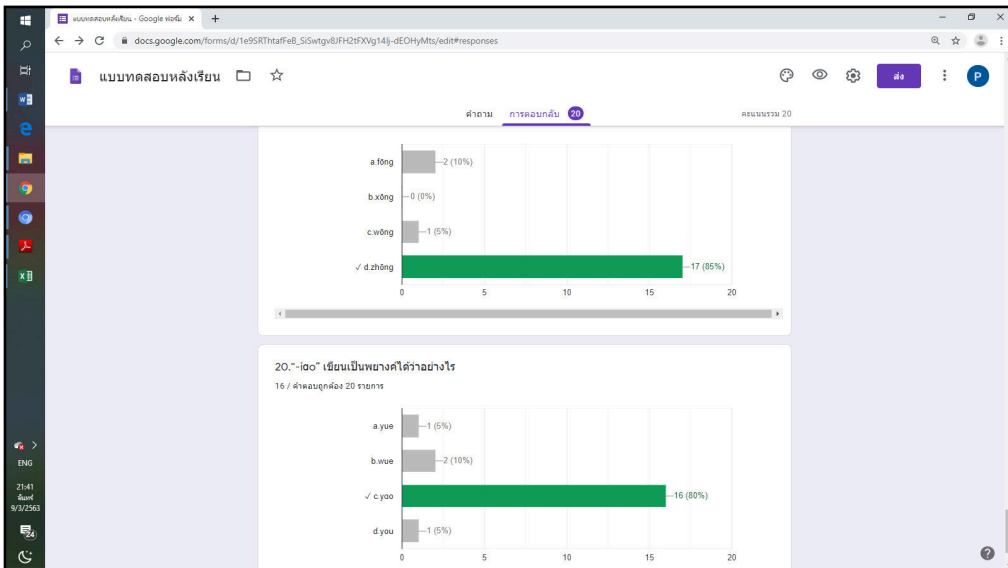 แบบทดสอบหลังเรียน - Google ฟอร์ม
docs.google.com/forms/d/1e9SRThtafFeB_SiSwtgv8JFH2tFXVg14Ij-dEOHyMts/edit#responses
แบบทดสอบหลังเรียน
ส่ง
P
คำถาม การตอบกลับ 20
คะแนนรวม 20
a.fōng 2 (10%)
b.xōng 0 (0%)
c.wōng 1 (5%)
✓ d.zhōng 17 (85%)
0 5 10 15 20
20."-iao" เขียนเป็นพยางค์ได้ว่าอย่างไร
16 / คำตอบถูกต้อง 20 รายการ
a.yue 1 (5%)
b.wue 2 (10%)
✓ c.yao 16 (80%)
d.you 1 (5%)
0 5 10 15 20
ENG
21:41
จันทร์
9/3/2563
24